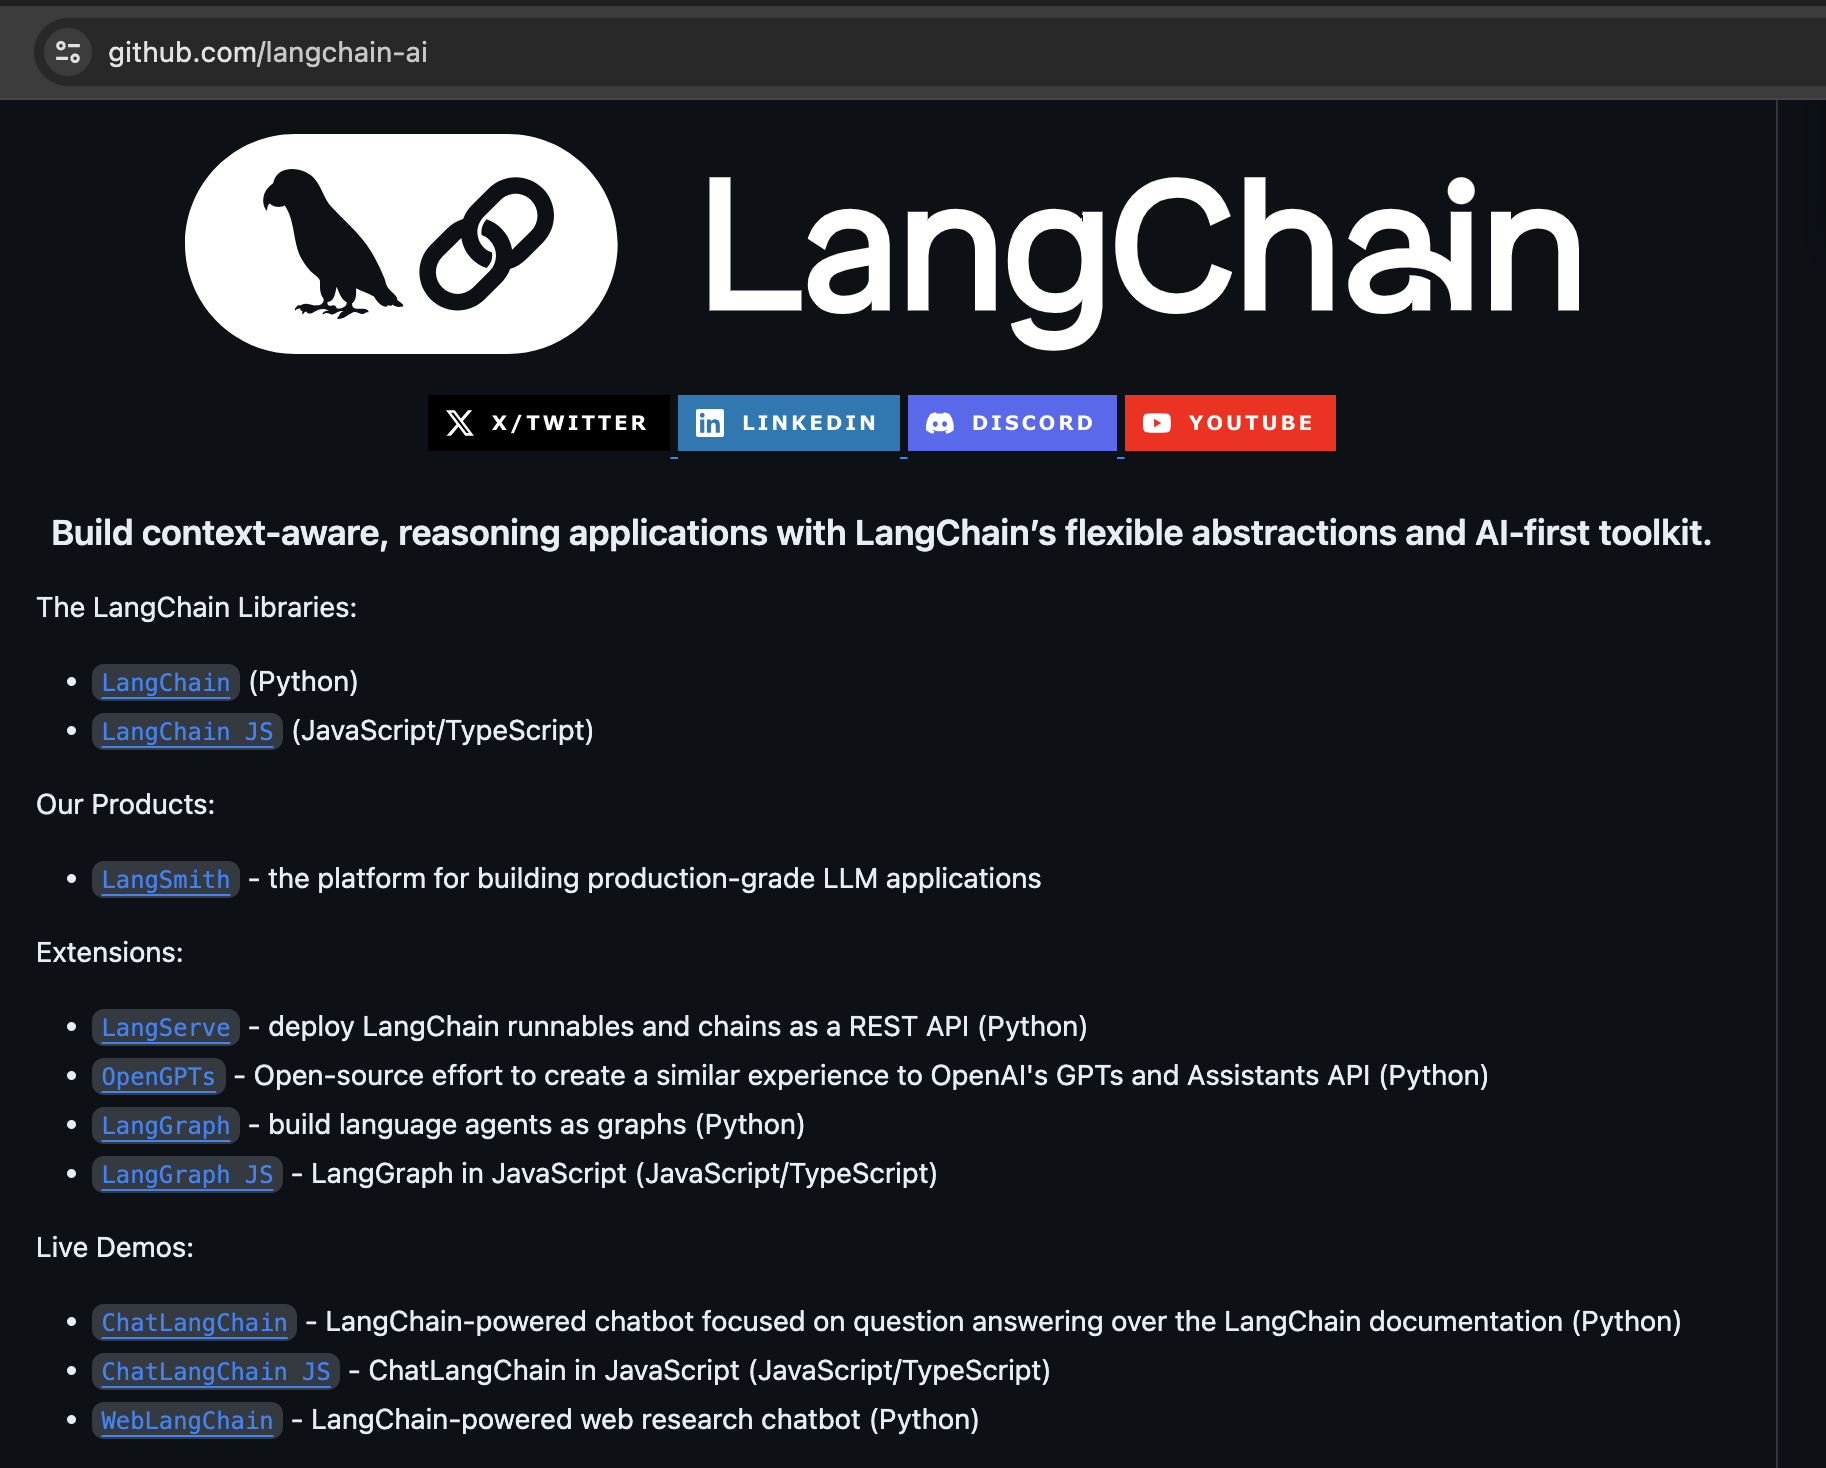 github.com/langchain-ai
LangChain
X/TWITTER LINKEDIN DISCORD YOUTUBE
Build context-aware, reasoning applications with LangChain’s flexible abstractions and AI-first toolkit.
The LangChain Libraries:
• LangChain (Python)
• LangChain JS (JavaScript/TypeScript)
Our Products:
• LangSmith - the platform for building production-grade LLM applications
Extensions:
• LangServe - deploy LangChain runnables and chains as a REST API (Python)
• OpenGPTs - Open-source effort to create a similar experience to OpenAI's GPTs and Assistants API (Python)
• LangGraph - build language agents as graphs (Python)
• LangGraph JS - LangGraph in JavaScript (JavaScript/TypeScript)
Live Demos:
• ChatLangChain - LangChain-powered chatbot focused on question answering over the LangChain documentation (Python)
• ChatLangChain JS - ChatLangChain in JavaScript (JavaScript/TypeScript)
• WebLangChain - LangChain-powered web research chatbot (Python)